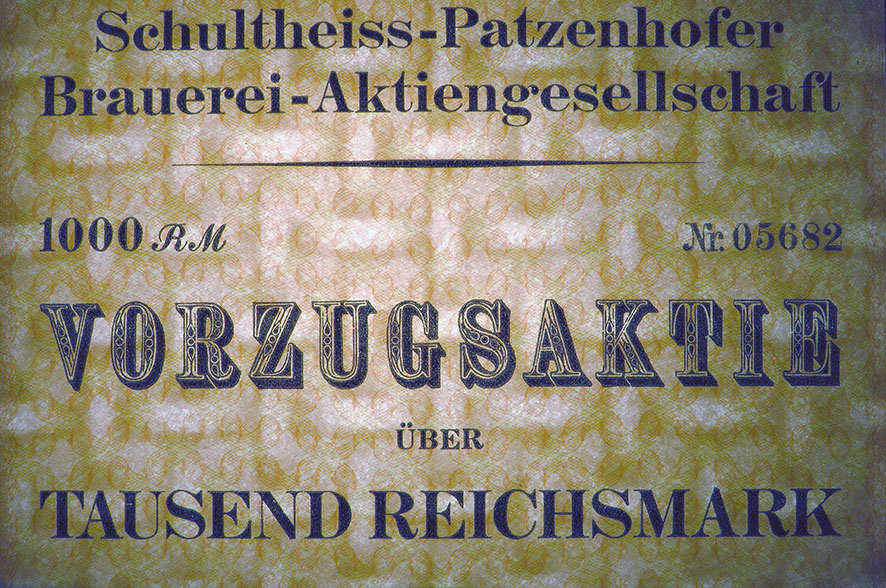 Schultheiss-Patzenhofer
Brauerei-Aktiengesellschaft
1000 RM Nr. 05682
VORZUGSAKTIE
ÜBER
TAUSEND REICHSMARK